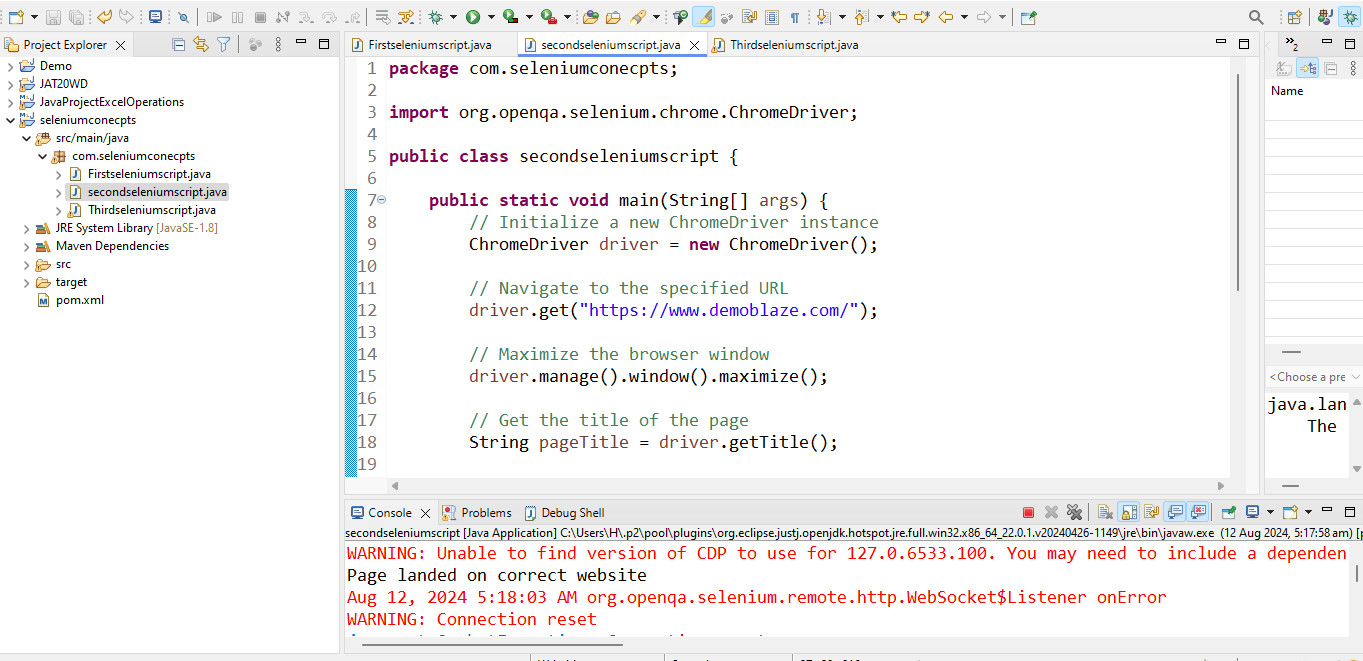 Project Explorer
Demo
JAT20WD
JavaProjectExcelOperations
seleniumconecpts
src/main/java
com.seleniumconecpts
Firstseleniumscript.java
secondseleniumscript.java
Thirdseleniumscript.java
JRE System Library [JavaSE-1.8]
Maven Dependencies
src
target
pom.xml
Firstseleniumscript.java secondseleniumscript.java Thirdseleniumscript.java
1 package com.seleniumconecpts;
2
3 import org.openqa.selenium.chrome.ChromeDriver;
4
5 public class secondseleniumscript {
6
7 public static void main(String[] args) {
8 // Initialize a new ChromeDriver instance
9 ChromeDriver driver = new ChromeDriver();
10
11 // Navigate to the specified URL
12 driver.get("https://www.demoblaze.com/");
13
14 // Maximize the browser window
15 driver.manage().window().maximize();
16
17 // Get the title of the page
18 String pageTitle = driver.getTitle();
19
»2
Name
<Choose a pre
java.lan
The
Console Problems Debug Shell
secondseleniumscript [Java Application] C:\Users\H\.p2\pool\plugins\org.eclipse.justj.openjdk.hotspot.jre.full.win32.x86_64_22.0.1.v20240426-1149\jre\bin\javaw.exe (12 Aug 2024, 5:17:58 am) [p
WARNING: Unable to find version of CDP to use for 127.0.6533.100. You may need to include a dependen
Page landed on correct website
Aug 12, 2024 5:18:03 AM org.openqa.selenium.remote.http.WebSocket$Listener onError
WARNING: Connection reset